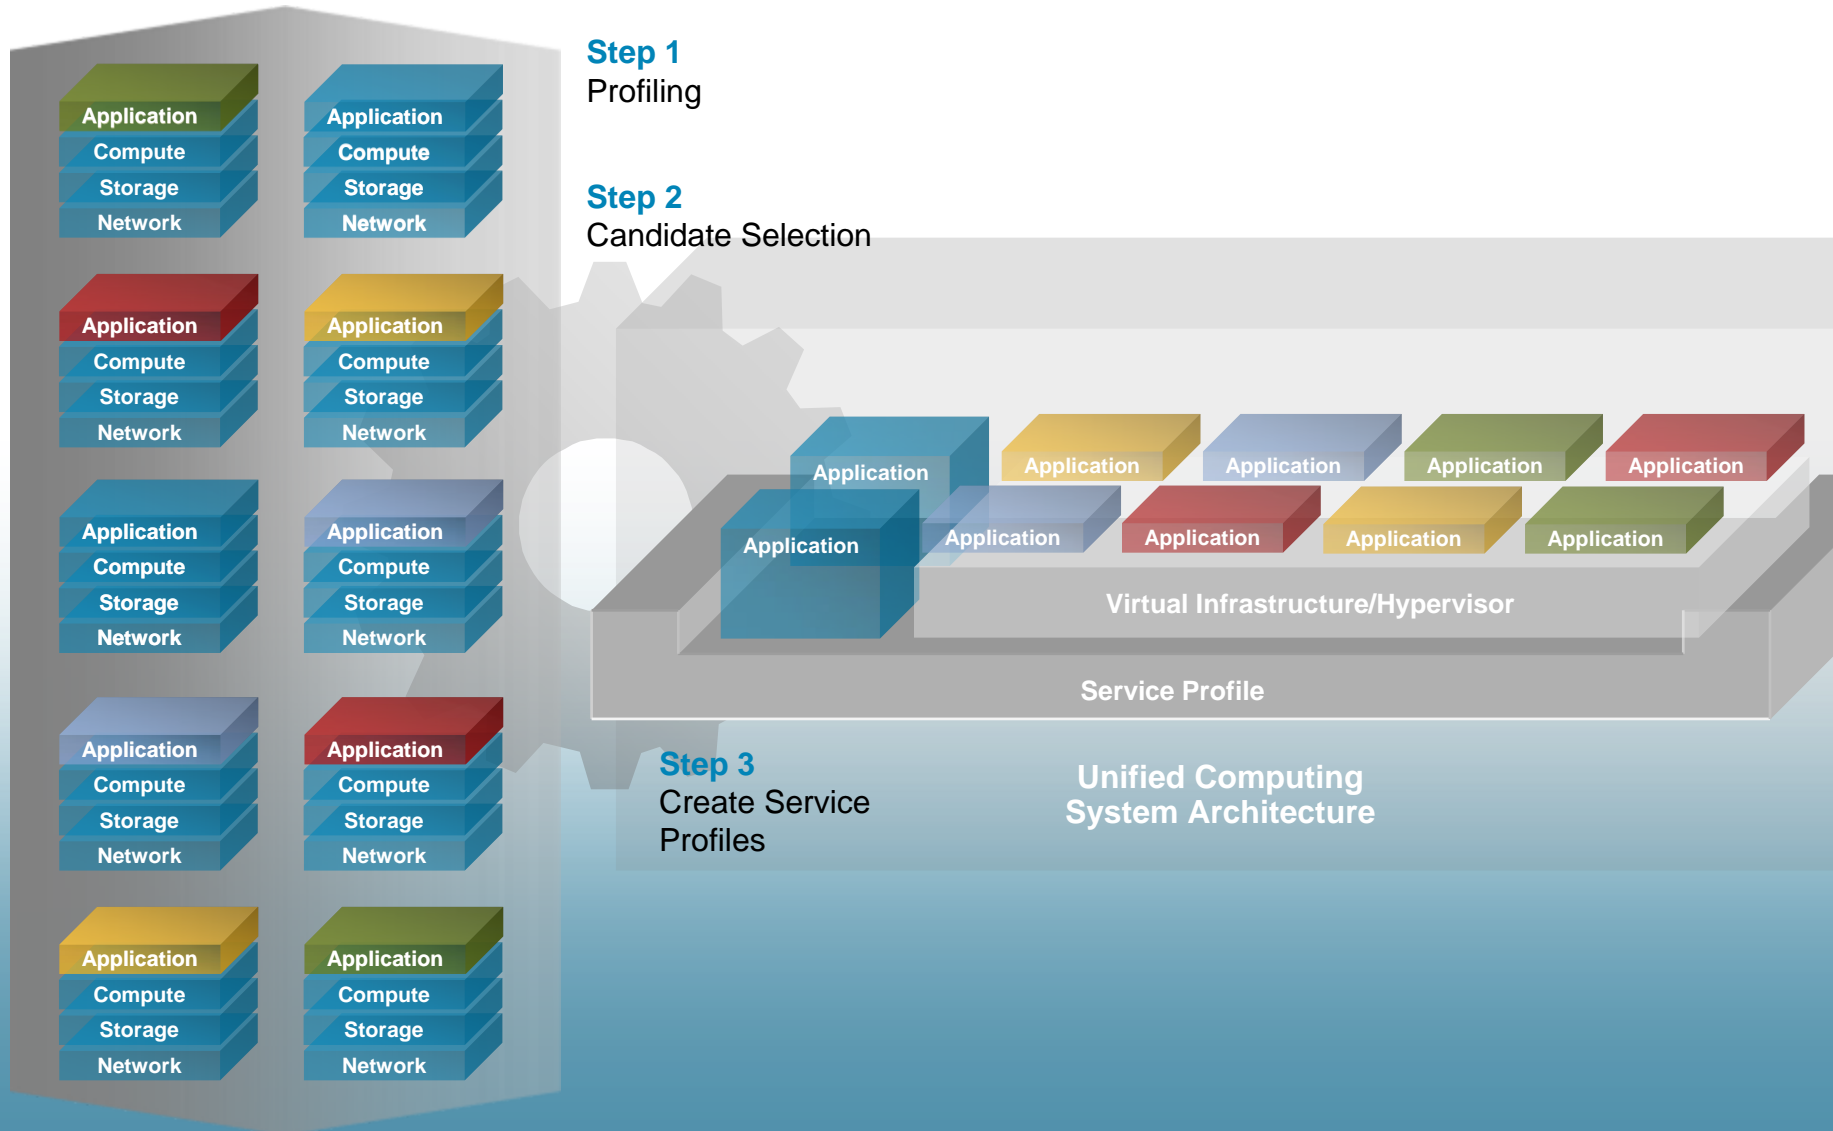 Application
Compute
Storage
Network
Application
Compute
Storage
Network
Application
Compute
Storage
Network
Application
Compute
Storage
Network
Application
Compute
Storage
Network
Application
Compute
Storage
Network
Application
Compute
Storage
Network
Application
Compute
Storage
Network
Application
Compute
Storage
Network
Application
Compute
Storage
Network
Step 1
Profiling
Step 2
Candidate Selection
Application
Application
Application
Application
Application
Application
Application
Application
Application
Application
Virtual Infrastructure/Hypervisor
Service Profile
Step 3
Create Service
Profiles
Unified Computing
System Architecture